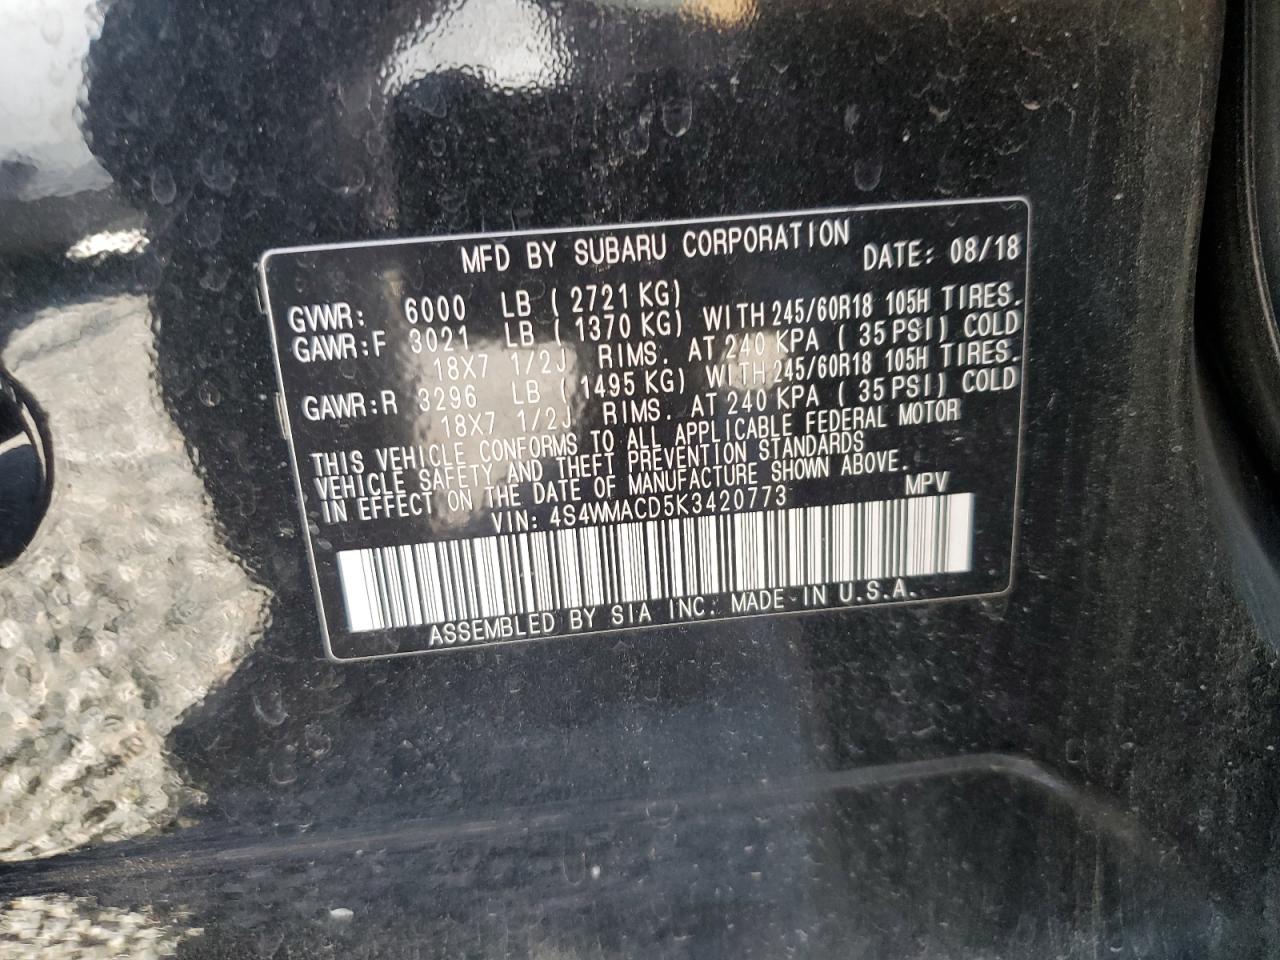 MFD BY SUBARU CORPORATION DATE: 08/18
GVWR: 6000 LB ( 2721 KG)
GAWR:F 3021 LB ( 1370 KG) WITH 245/60R18 105H TIRES.
18X7 1/2J RIMS. AT 240 KPA ( 35 PSI) COLD
GAWR:R 3296 LB ( 1495 KG) WITH 245/60R18 105H TIRES.
18X7 1/2J RIMS. AT 240 KPA ( 35 PSI) COLD
THIS VEHICLE CONFORMS TO ALL APPLICABLE FEDERAL MOTOR
VEHICLE SAFETY AND THEFT PREVENTION STANDARDS
IN EFFECT ON THE DATE OF MANUFACTURE SHOWN ABOVE.
VIN: 4S4WMACD5K3420773 MPV
ASSEMBLED BY SIA INC. MADE IN U.S.A.